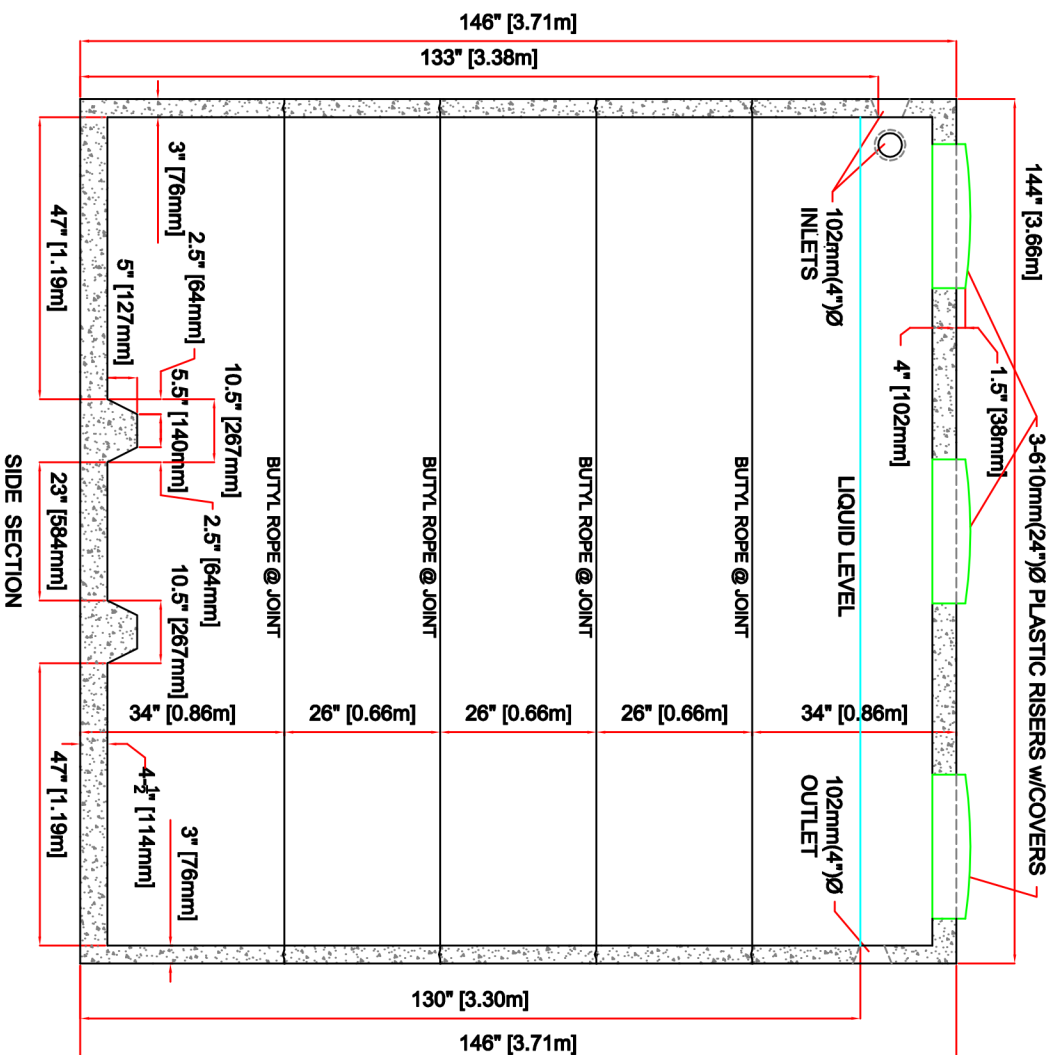 146" [3.71m]
133" [3.38m]
144" [3.66m]
3-610mm(24")Ø PLASTIC RISERS w/COVERS
1.5" [38mm]
4" [102mm]
102mm(4")Ø
INLETS
LIQUID LEVEL
102mm(4")Ø
OUTLET
BUTYL ROPE @ JOINT
BUTYL ROPE @ JOINT
BUTYL ROPE @ JOINT
BUTYL ROPE @ JOINT
34" [0.86m]
26" [0.66m]
26" [0.66m]
26" [0.66m]
34" [0.86m]
3" [76mm]
2.5" [64mm]
5" [127mm]
47" [1.19m]
10.5" [267mm]
5.5" [140mm]
2.5" [64mm]
23" [584mm]
10.5" [267mm]
4-1/2" [114mm]
3" [76mm]
47" [1.19m]
130" [3.30m]
146" [3.71m]
SIDE SECTION